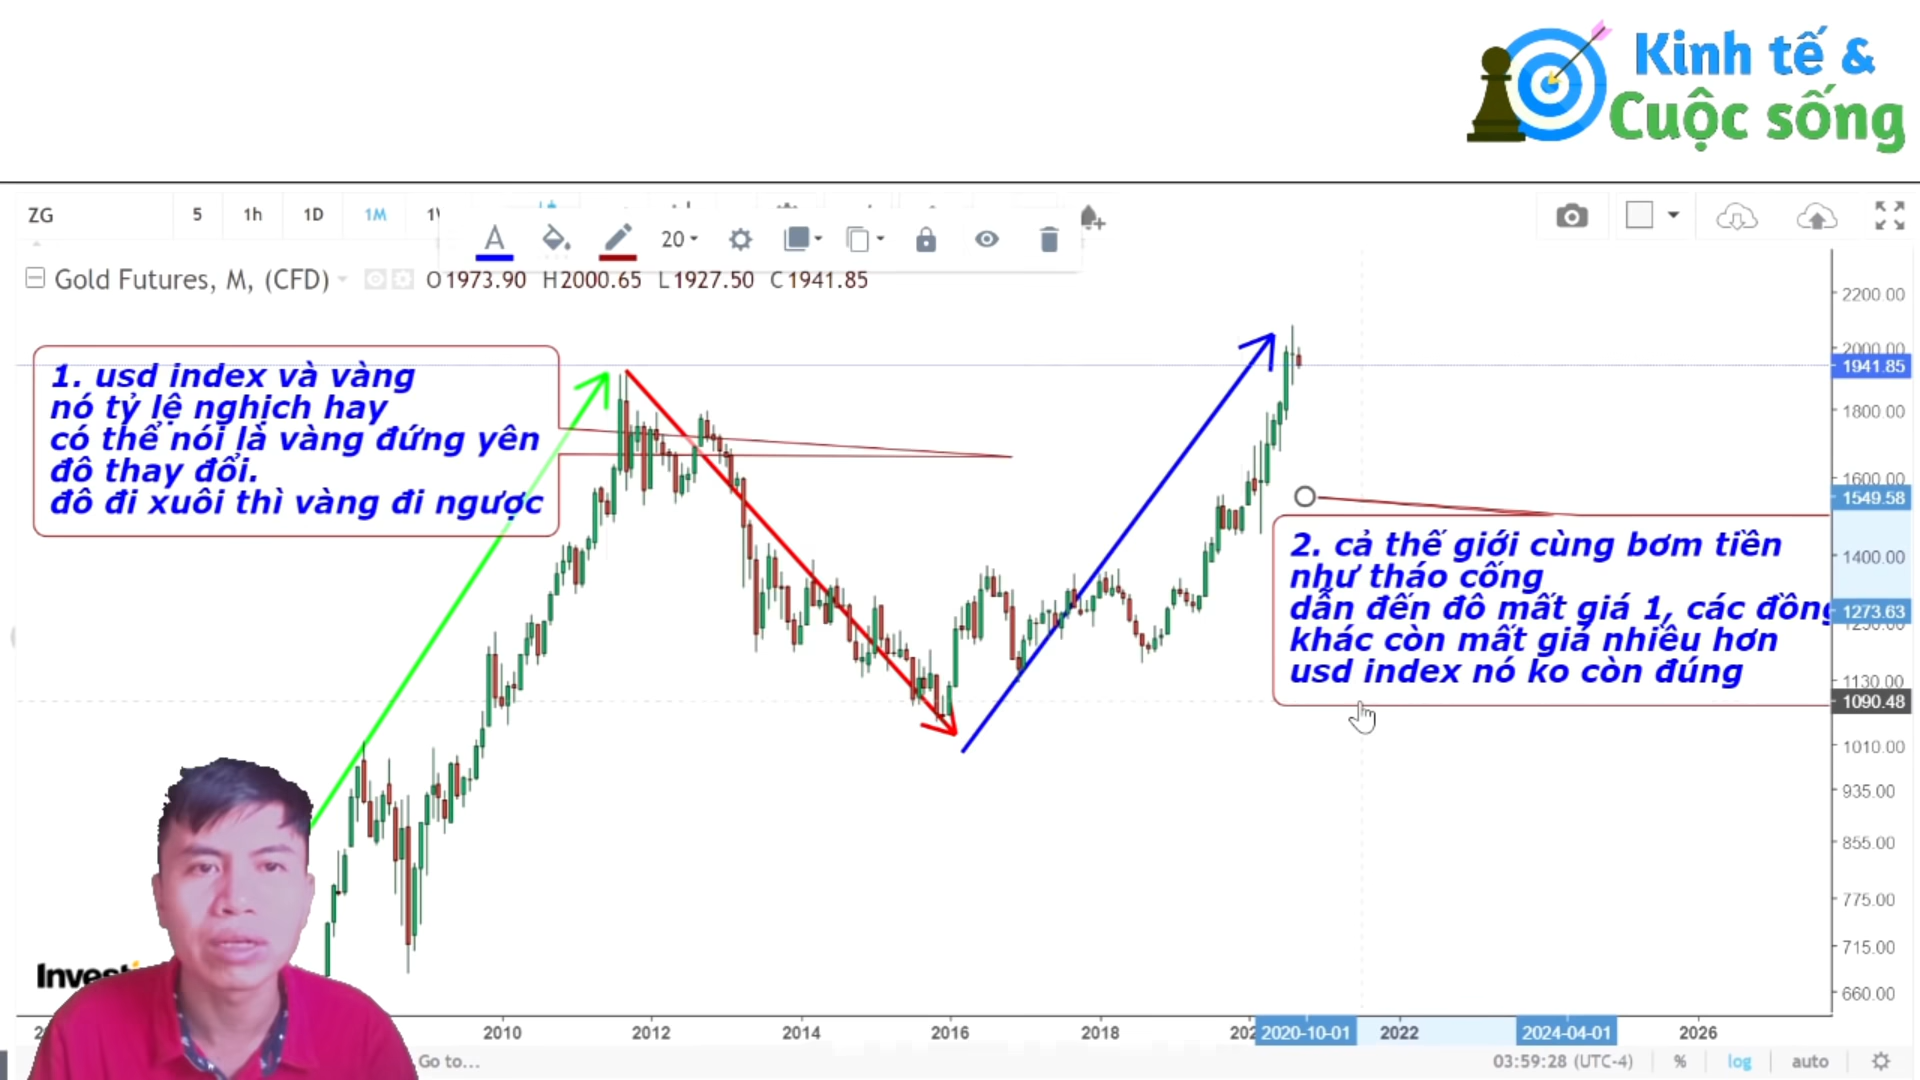 Kinh tế &
Cuộc sống
ZG
5
1h
1D
1M
20
Gold Futures, M, (CFD)
O1973.90 H2000.65 L1927.50 C1941.85
1. usd index và vàng
nó tỷ lệ nghịch hay
có thể nói là vàng đứng yên
đô thay đổi.
đô đi xuôi thì vàng đi ngược
2. cả thế giới cùng bơm tiền
như tháo cống
dẫn đến đô mất giá 1, các đồng
khác còn mất giá nhiều hơn
usd index nó ko còn đúng
2200.00
2000.00
1941.85
1800.00
1600.00
1549.58
1400.00
1273.63
1130.00
1090.48
1010.00
935.00
855.00
775.00
715.00
660.00
2010
2012
2014
2016
2018
2020-10-01
2022
2024-04-01
2026
Go to...
03:59:28 (UTC-4)
%
log
auto